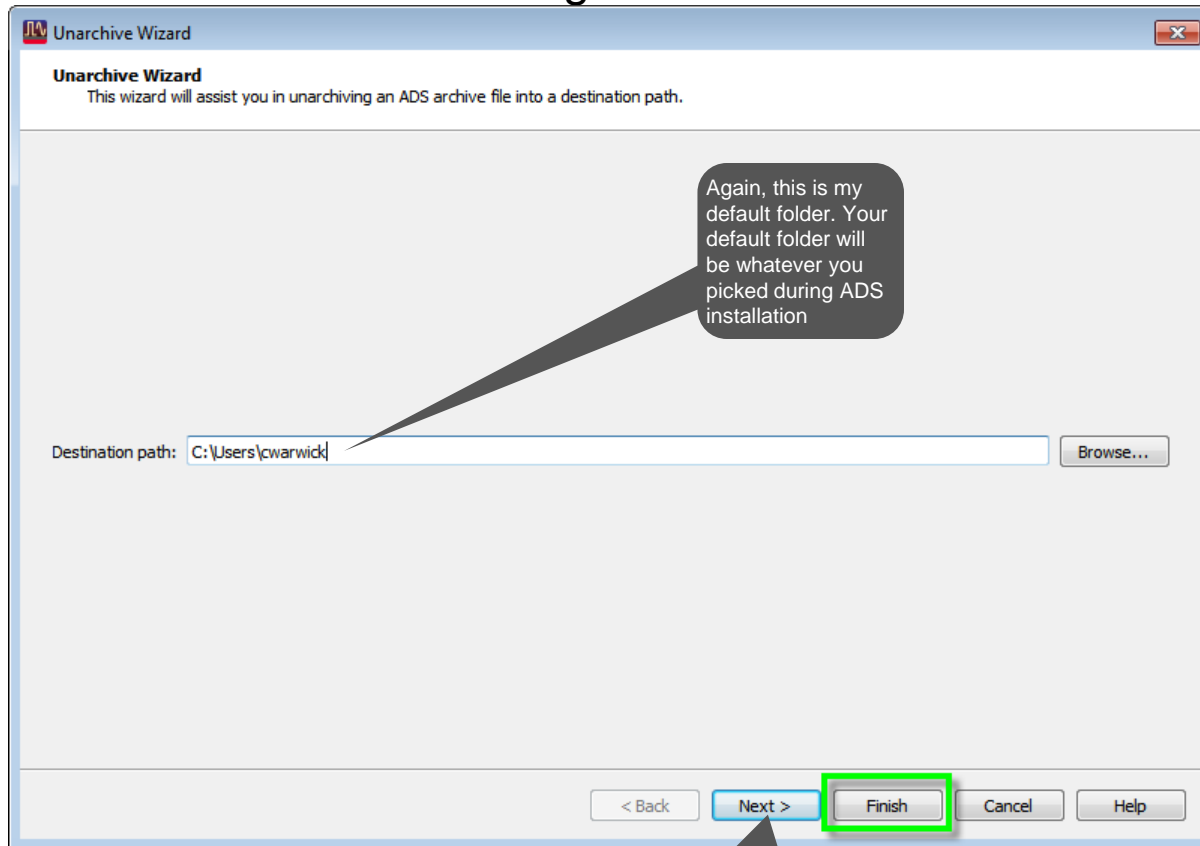 Unarchive Wizard
Unarchive Wizard
This wizard will assist you in unarchiving an ADS archive file into a destination path.
Again, this is my
default folder. Your
default folder will
be whatever you
picked during ADS
installation
Destination path: C:\Users\cwarwick Browse...
< Back Next > Finish Cancel Help